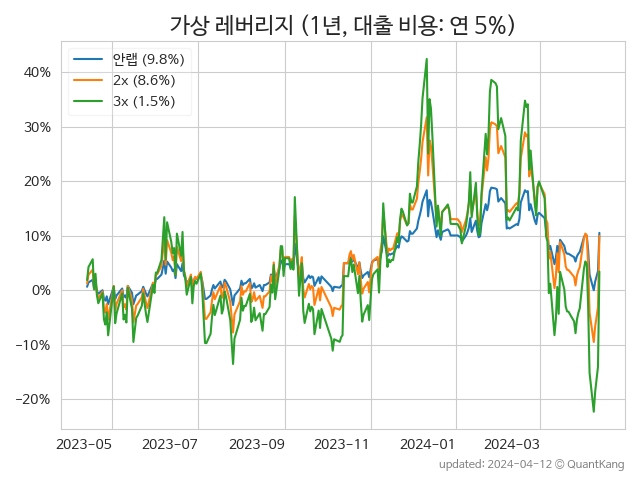 가상 레버리지 (1년, 대출 비용: 연 5%)
안랩 (9.8%)
2x (8.6%)
3x (1.5%)
40%
30%
20%
10%
0%
−10%
−20%
2023-05
2023-07
2023-09
2023-11
2024-01
2024-03
updated: 2024-04-12 © QuantKang